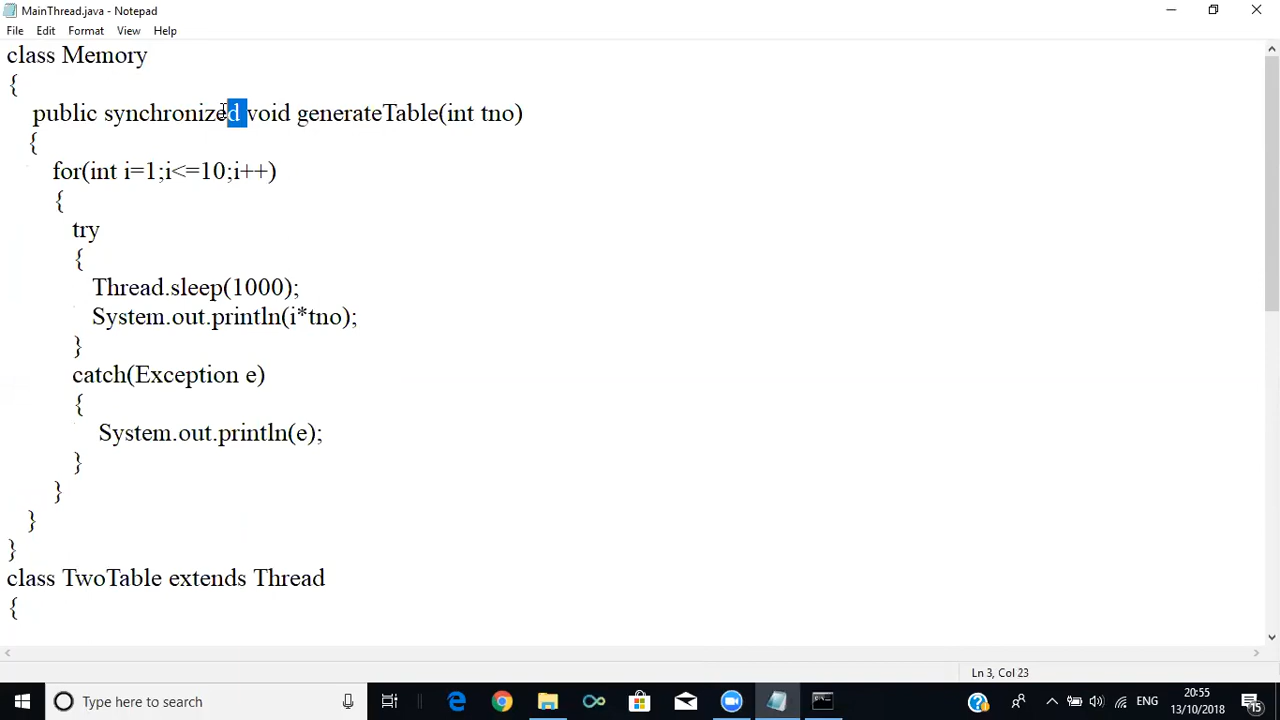 MainThread.java - Notepad
File Edit Format View Help
class Memory
{
public synchronized void generateTable(int tno)
{
for(int i=1;i<=10;i++)
{
try
{
Thread.sleep(1000);
System.out.println(i*tno);
}
catch(Exception e)
{
System.out.println(e);
}
}
}
}
class TwoTable extends Thread
{
Ln 3, Col 23
Type here to search
ENG
20:55
13/10/2018
15